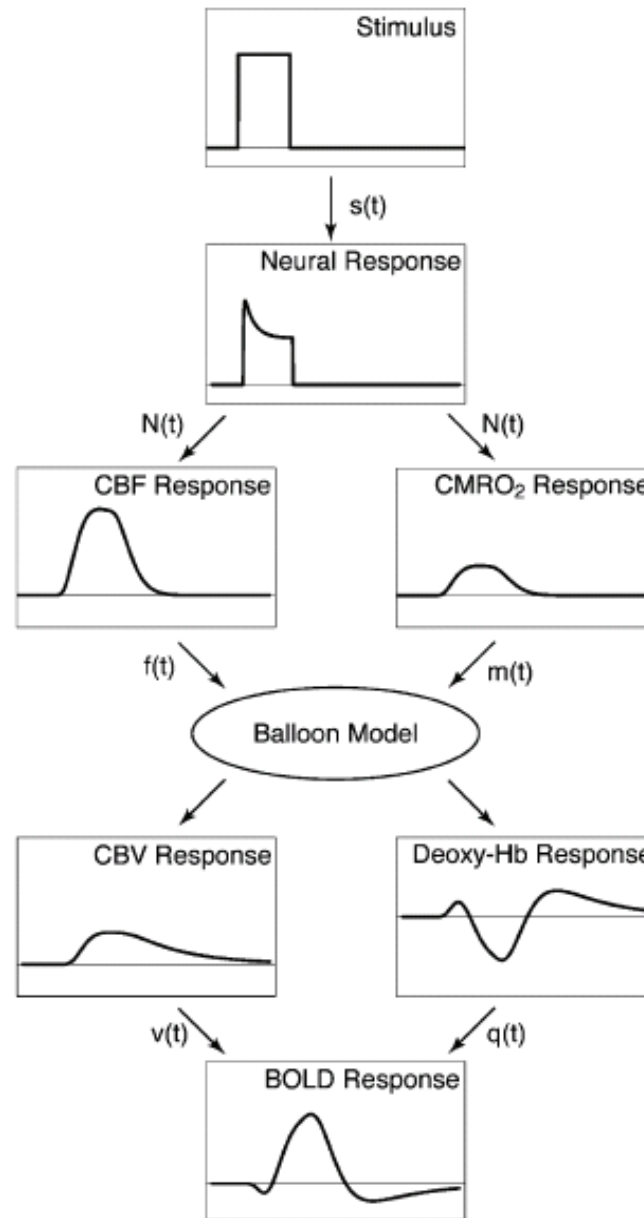 Stimulus
s(t)
Neural Response
N(t) N(t)
CBF Response
CMRO₂ Response
f(t) m(t)
Balloon Model
CBV Response
Deoxy-Hb Response
v(t) q(t)
BOLD Response